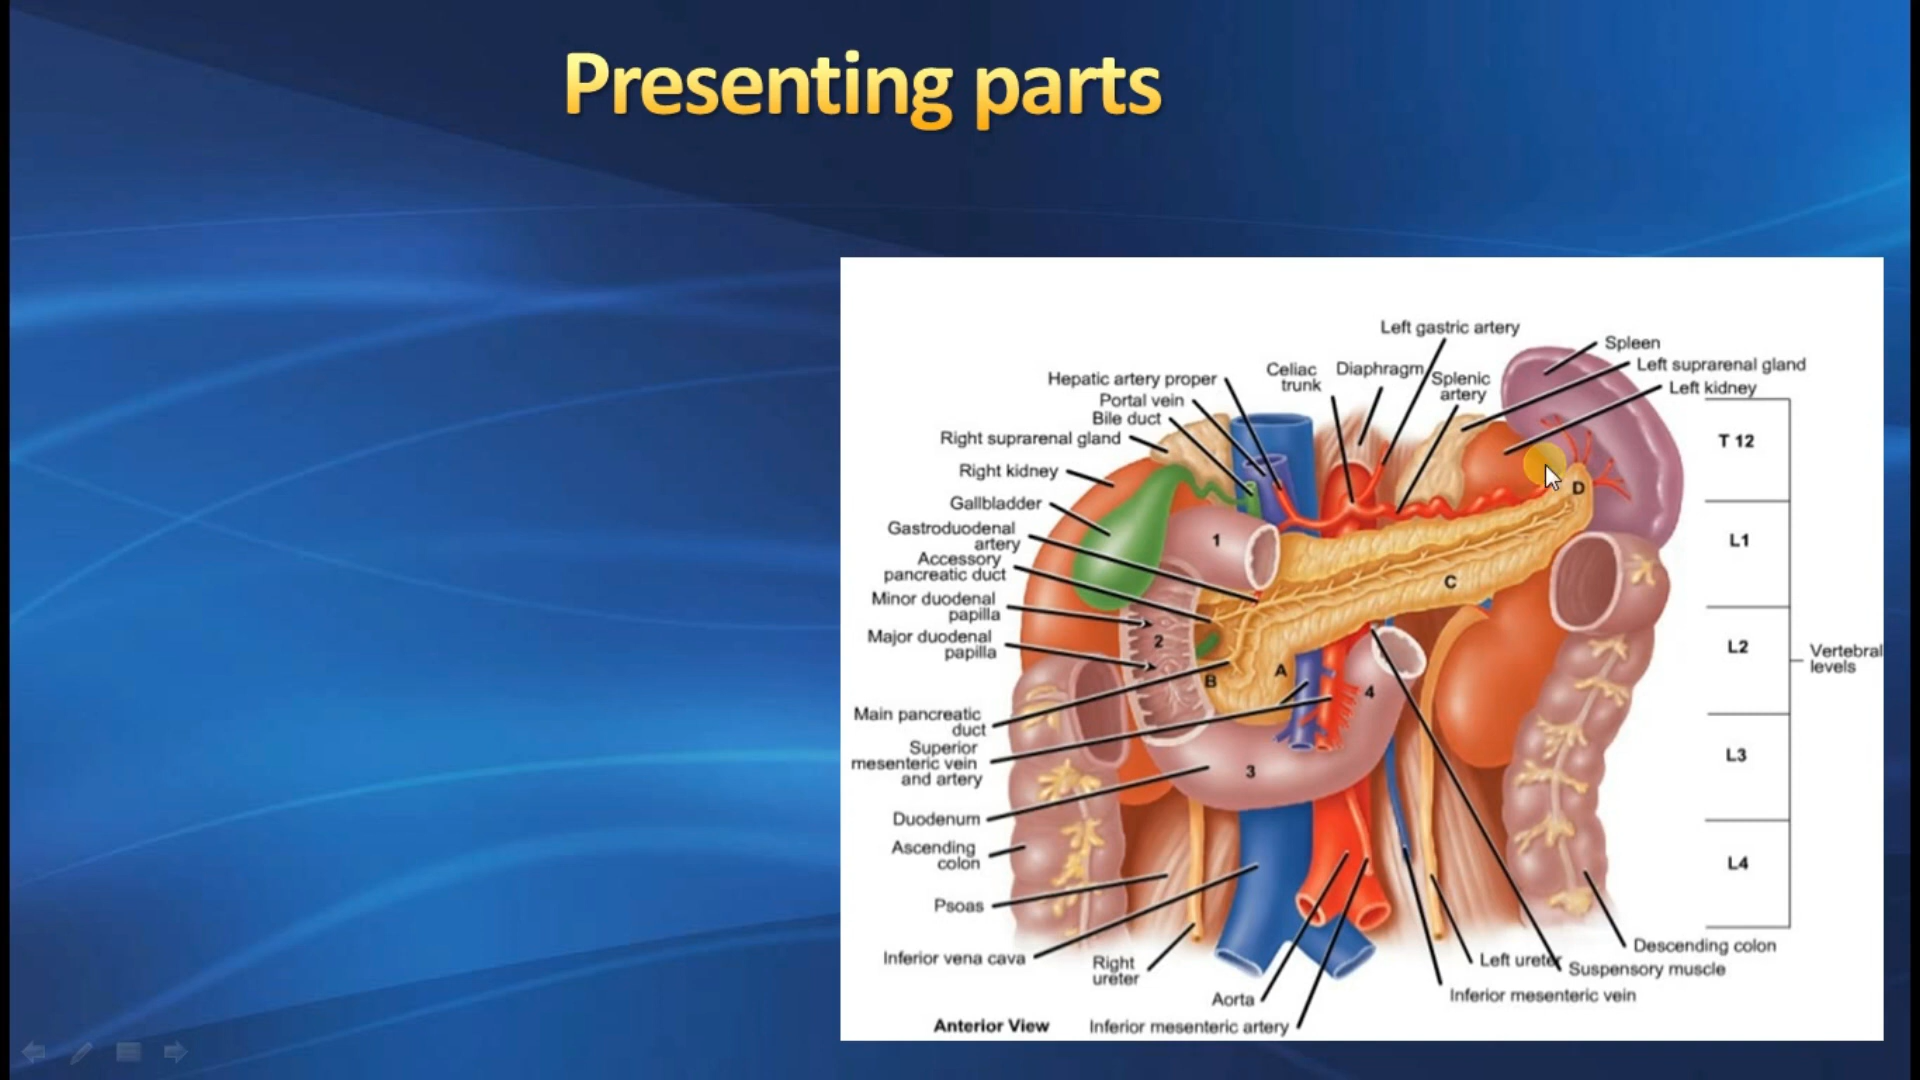 Presenting parts
Left gastric artery
Spleen
Left suprarenal gland
Left kidney
Hepatic artery proper
Celiac
trunk
Diaphragm
Splenic
artery
Portal vein
Bile duct
Right suprarenal gland
Right kidney
Gallbladder
Gastroduodenal
artery
Accessory
pancreatic duct
Minor duodenal
papilla
Major duodenal
papilla
Main pancreatic
duct
Superior
mesenteric vein
and artery
Duodenum
Ascending
colon
Psoas
Inferior vena cava
Right
ureter
Aorta
Inferior mesenteric artery
Anterior View
Left ureter
Suspensory muscle
Inferior mesenteric vein
Descending colon
1
2
3
4
A
B
C
D
T 12
L1
L2
L3
L4
Vertebral
levels